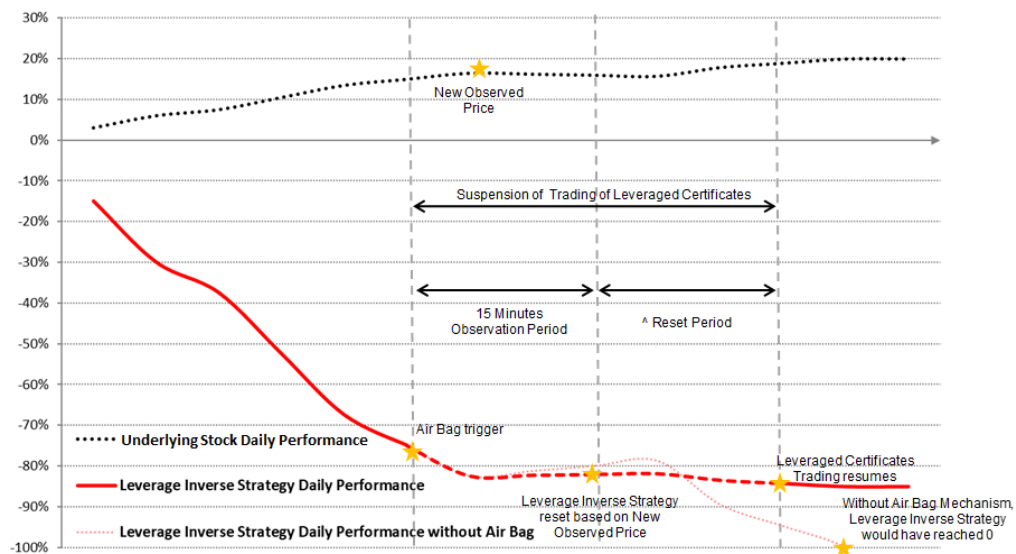 30%
20%
10%
0%
-10%
-20%
-30%
-40%
-50%
-60%
-70%
-80%
-90%
-100%
New Observed
Price
Suspension of Trading of Leveraged Certificates
15 Minutes
Observation Period
^ Reset Period
Air Bag trigger
Underlying Stock Daily Performance
Leverage Inverse Strategy Daily Performance
Leverage Inverse Strategy Daily Performance without Air Bag
Leverage Inverse Strategy
reset based on New
Observed Price
Leveraged Certificates
Trading resumes
Without Air Bag Mechanism,
Leverage Inverse Strategy
would have reached 0